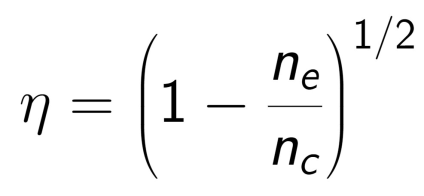 η = (1 − n_e/n_c)^{1/2}